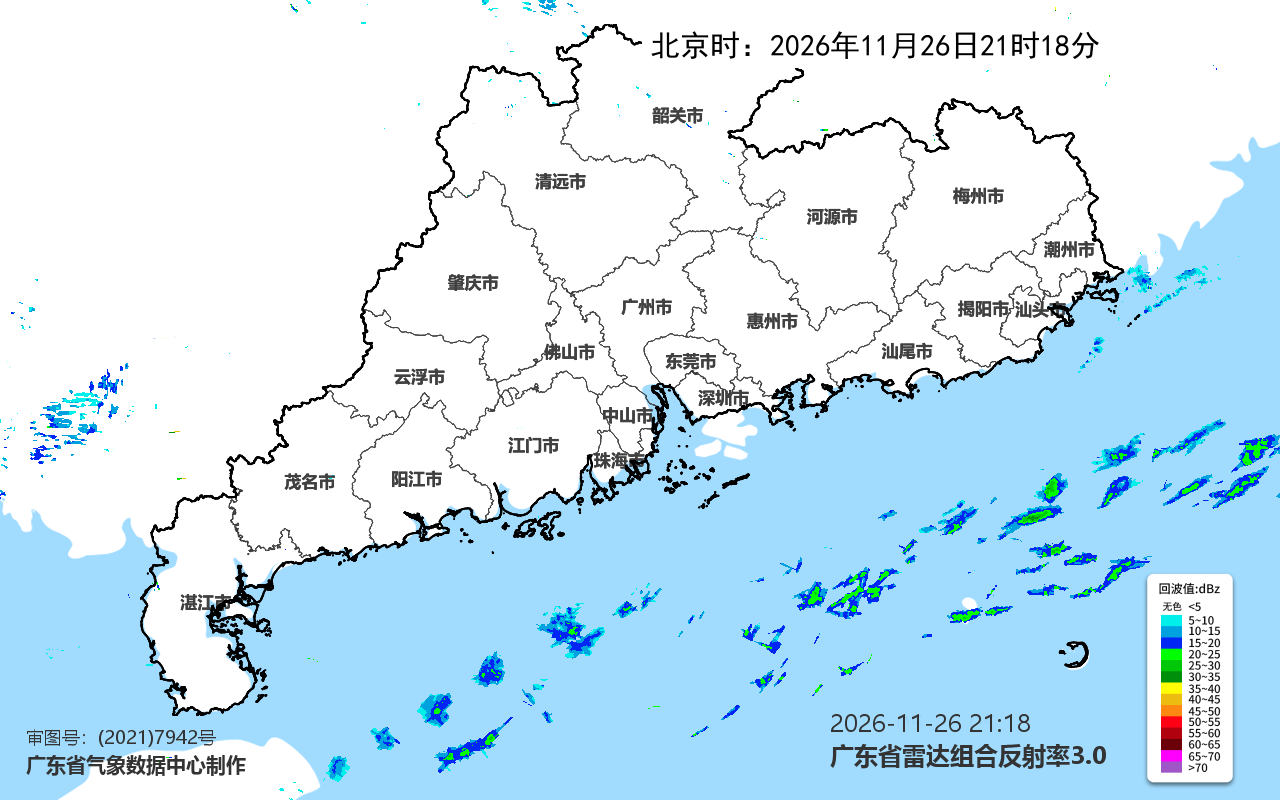 北京时：2026年11月26日21时18分
韶关市
清远市
梅州市
河源市
潮州市
肇庆市
广州市
揭阳市
汕头市
惠州市
佛山市
汕尾市
东莞市
云浮市
深圳市
中山市
江门市
珠海市
阳江市
茂名市
湛江市
回波值:dBz
无色 <5
5~10
10~15
15~20
20~25
25~30
30~35
35~40
40~45
45~50
50~55
55~60
60~65
65~70
>70
2026-11-26 21:18
广东省雷达组合反射率3.0
审图号：(2021)7942号
广东省气象数据中心制作